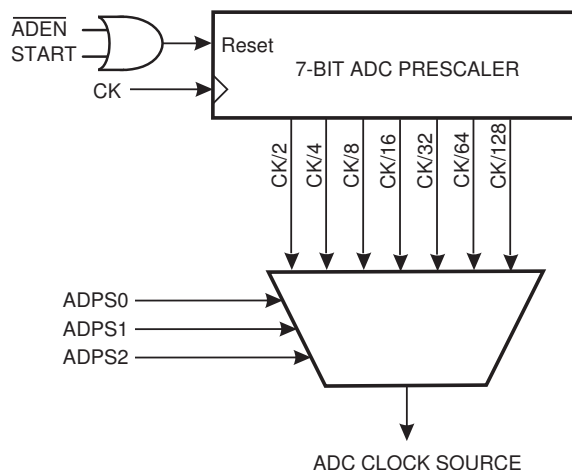 ADEN
START
Reset
7-BIT ADC PRESCALER
CK
CK/2
CK/4
CK/8
CK/16
CK/32
CK/64
CK/128
ADPS0
ADPS1
ADPS2
ADC CLOCK SOURCE